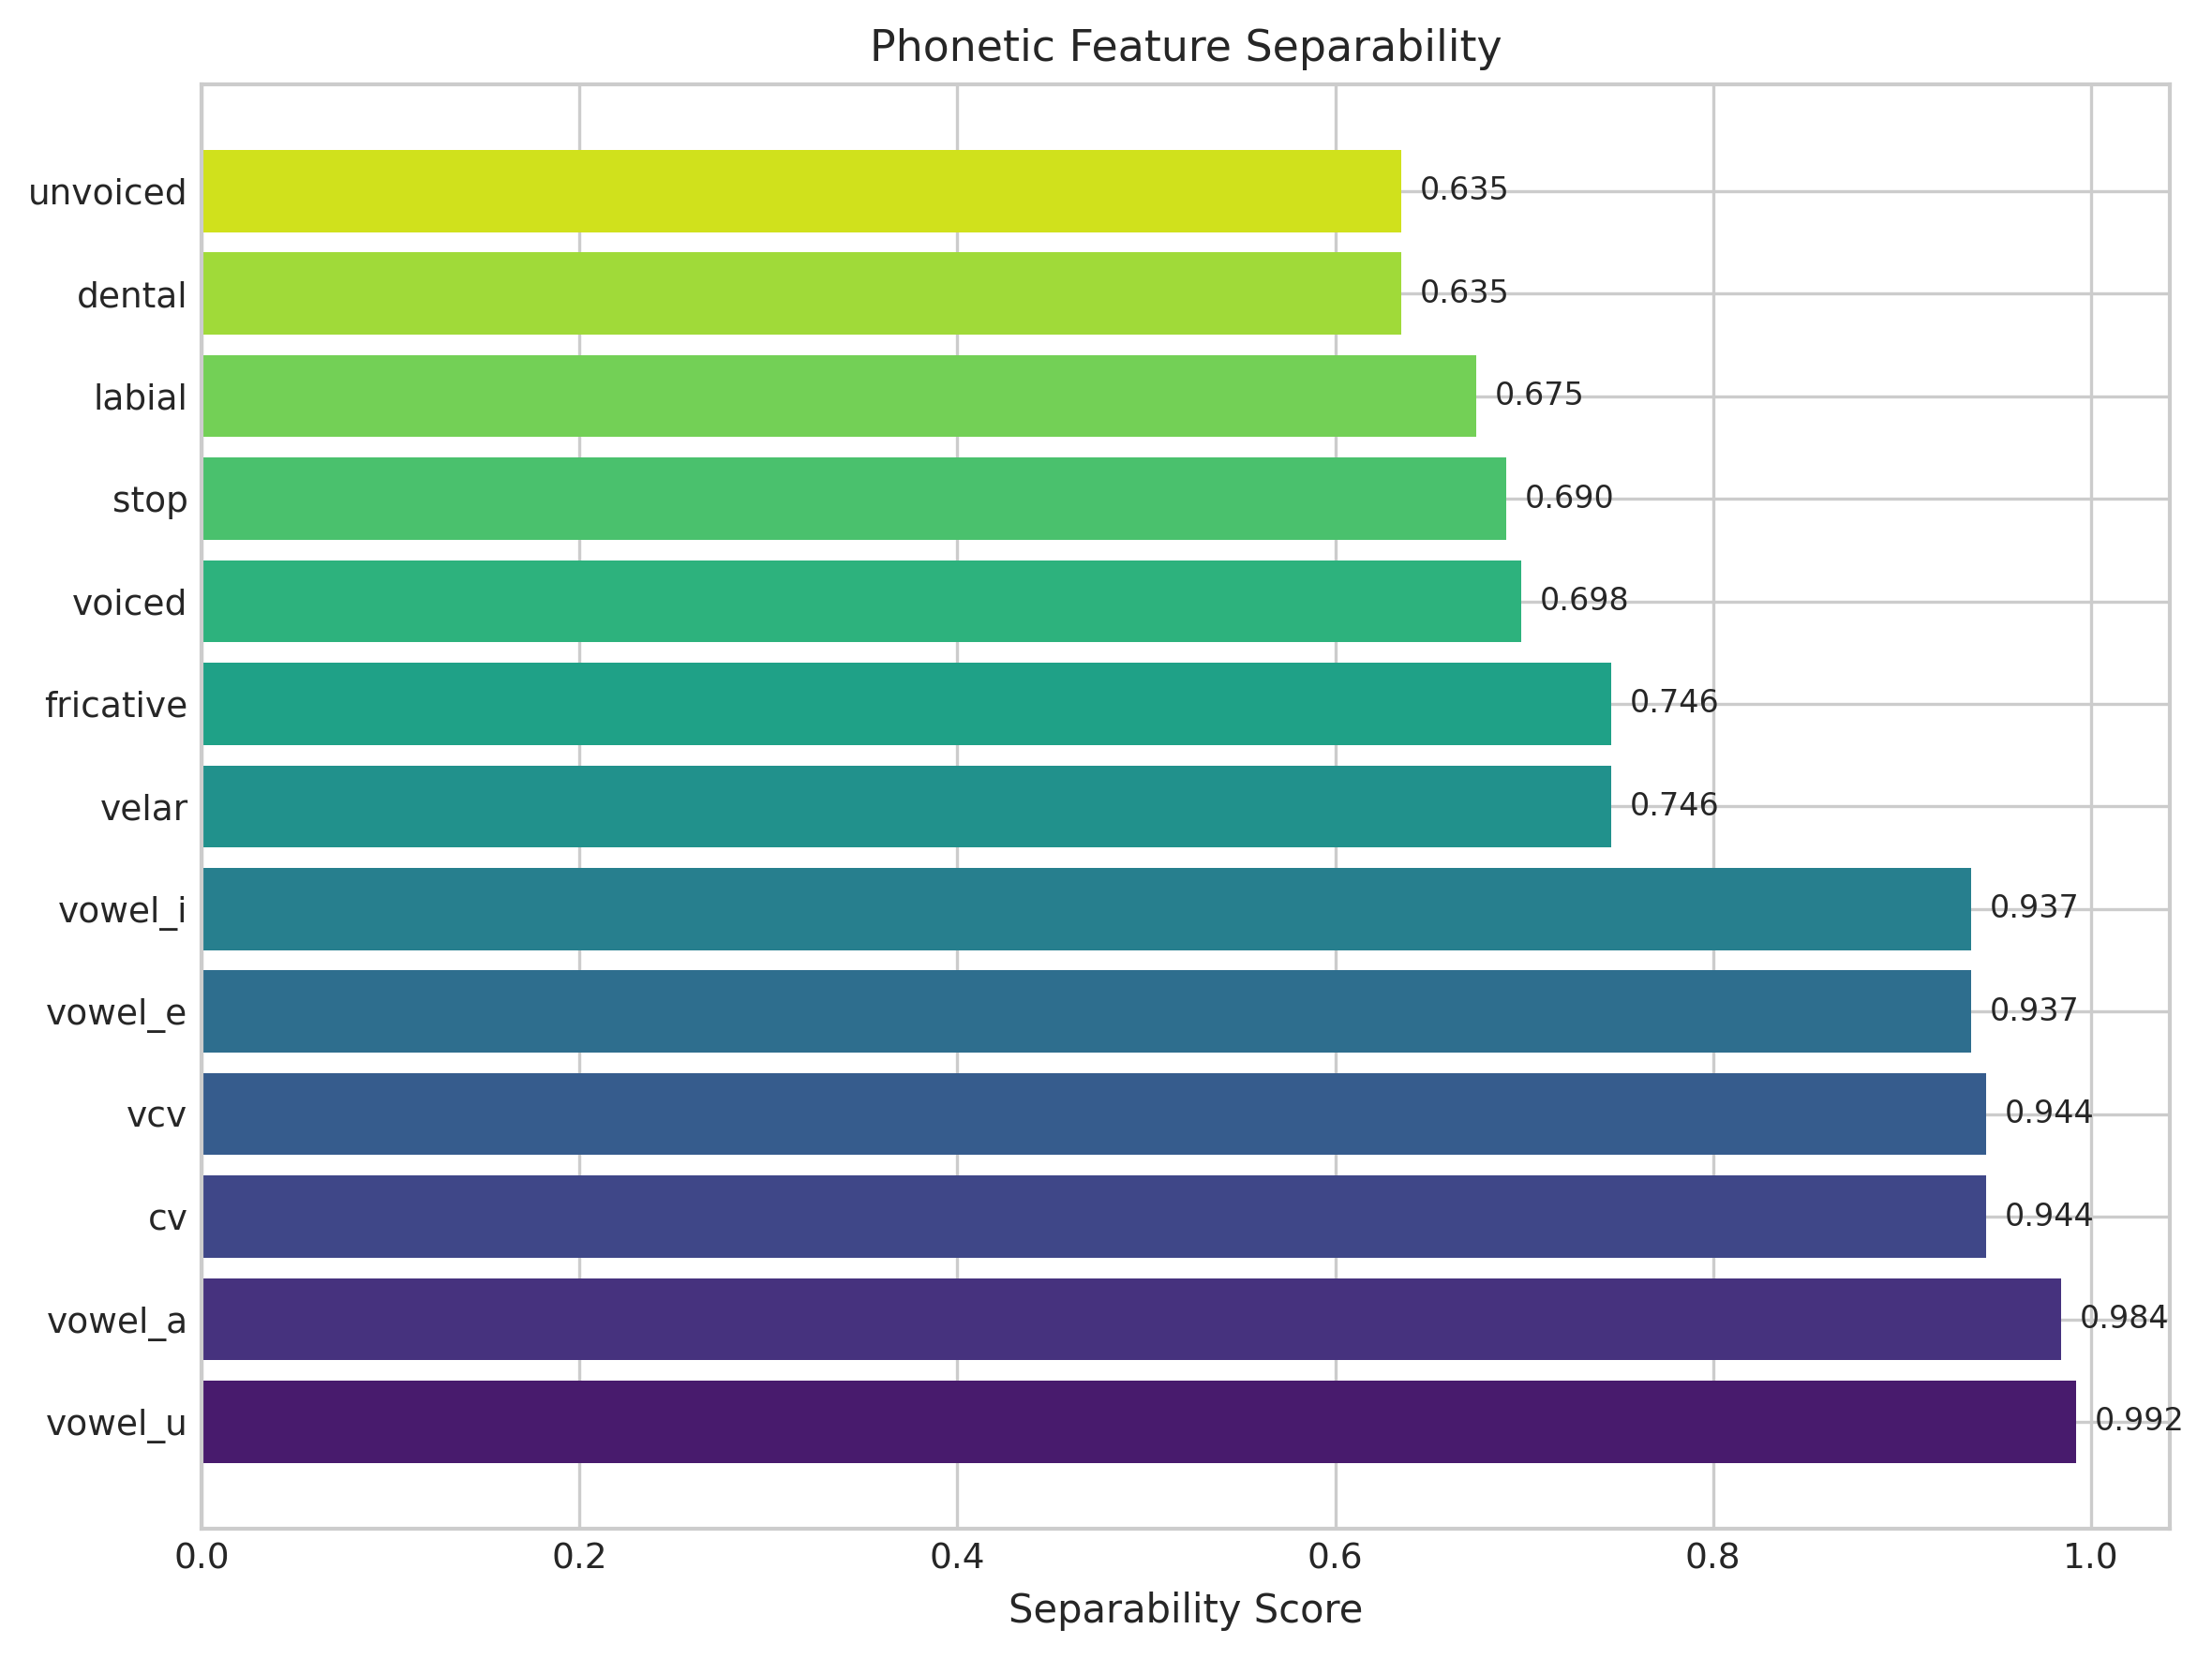 Phonetic Feature Separability
unvoiced 0.635
dental 0.635
labial 0.675
stop 0.690
voiced 0.698
fricative 0.746
velar 0.746
vowel_i 0.937
vowel_e 0.937
vcv 0.944
cv 0.944
vowel_a 0.984
vowel_u 0.992
0.0 0.2 0.4 0.6 0.8 1.0
Separability Score